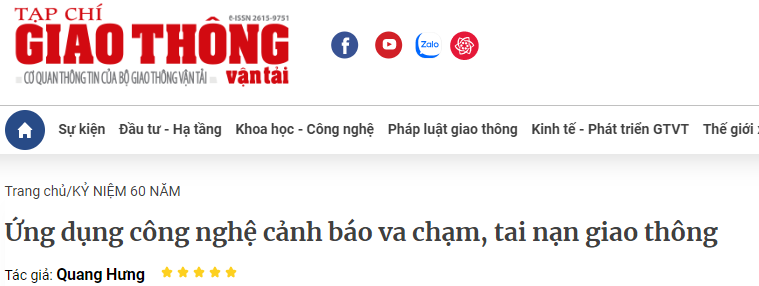 TẠP CHÍ
e-ISSN 2615-9751
GIAO THÔNG
CƠ QUAN THÔNG TIN CỦA BỘ GIAO THÔNG VẬN TẢI
vận tải
Zalo
Sự kiện Đầu tư - Hạ tầng Khoa học - Công nghệ Pháp luật giao thông Kinh tế - Phát triển GTVT Thế giới
Trang chủ/KỶ NIỆM 60 NĂM
Ứng dụng công nghệ cảnh báo va chạm, tai nạn giao thông
Tác giả: Quang Hưng